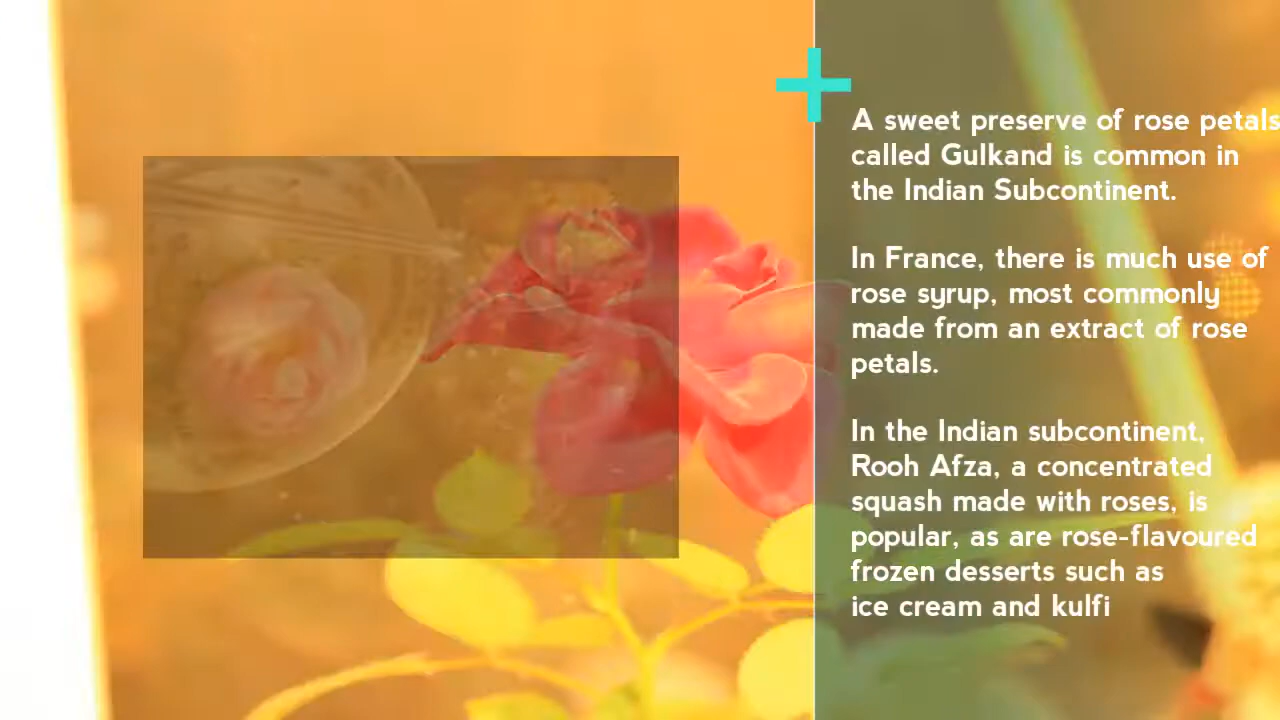 A sweet preserve of rose petals
called Gulkand is common in
the Indian Subcontinent.
In France, there is much use of
rose syrup, most commonly
made from an extract of rose
petals.
In the Indian subcontinent,
Rooh Afza, a concentrated
squash made with roses, is
popular, as are rose-flavoured
frozen desserts such as
ice cream and kulfi